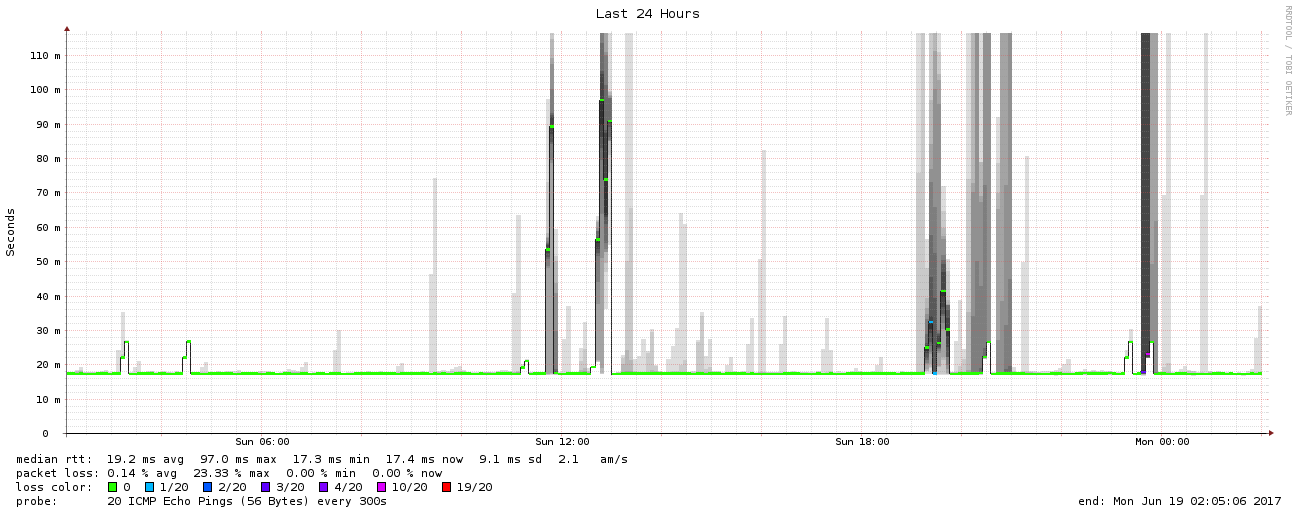 Last 24 Hours
RRDTOOL / TOBI OETIKER
Seconds
110 m
100 m
90 m
80 m
70 m
60 m
50 m
40 m
30 m
20 m
10 m
0
Sun 06:00 Sun 12:00 Sun 18:00 Mon 00:00
median rtt: 19.2 ms avg 97.0 ms max 17.3 ms min 17.4 ms now 9.1 ms sd 2.1 am/s
packet loss: 0.14 % avg 23.33 % max 0.00 % min 0.00 % now
loss color: 0 1/20 2/20 3/20 4/20 10/20 19/20
probe: 20 ICMP Echo Pings (56 Bytes) every 300s end: Mon Jun 19 02:05:06 2017